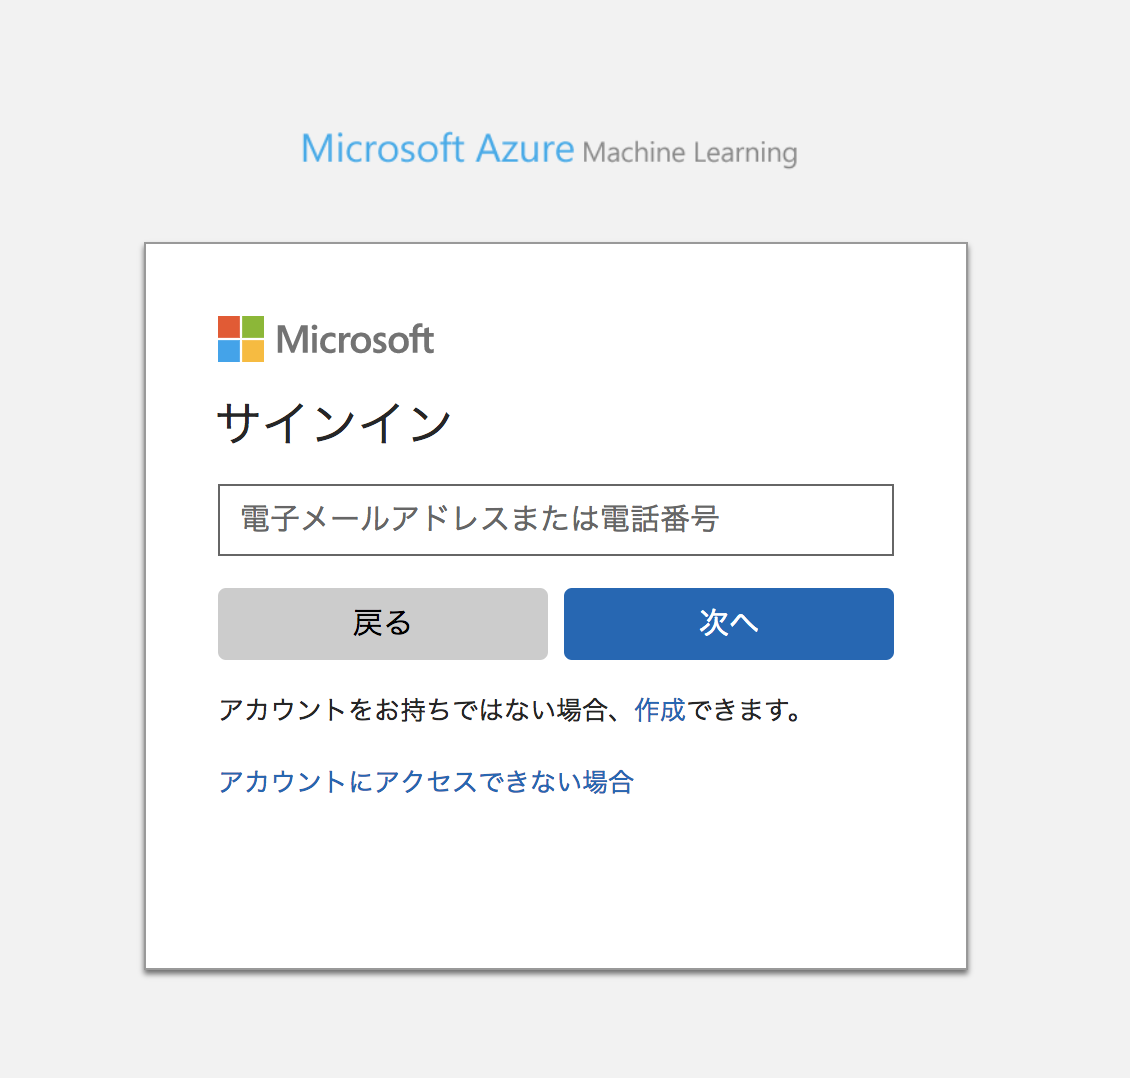 Microsoft Azure Machine Learning
Microsoft
サインイン
電子メールアドレスまたは電話番号
戻る 次へ
アカウントをお持ちではない場合、作成できます。
アカウントにアクセスできない場合